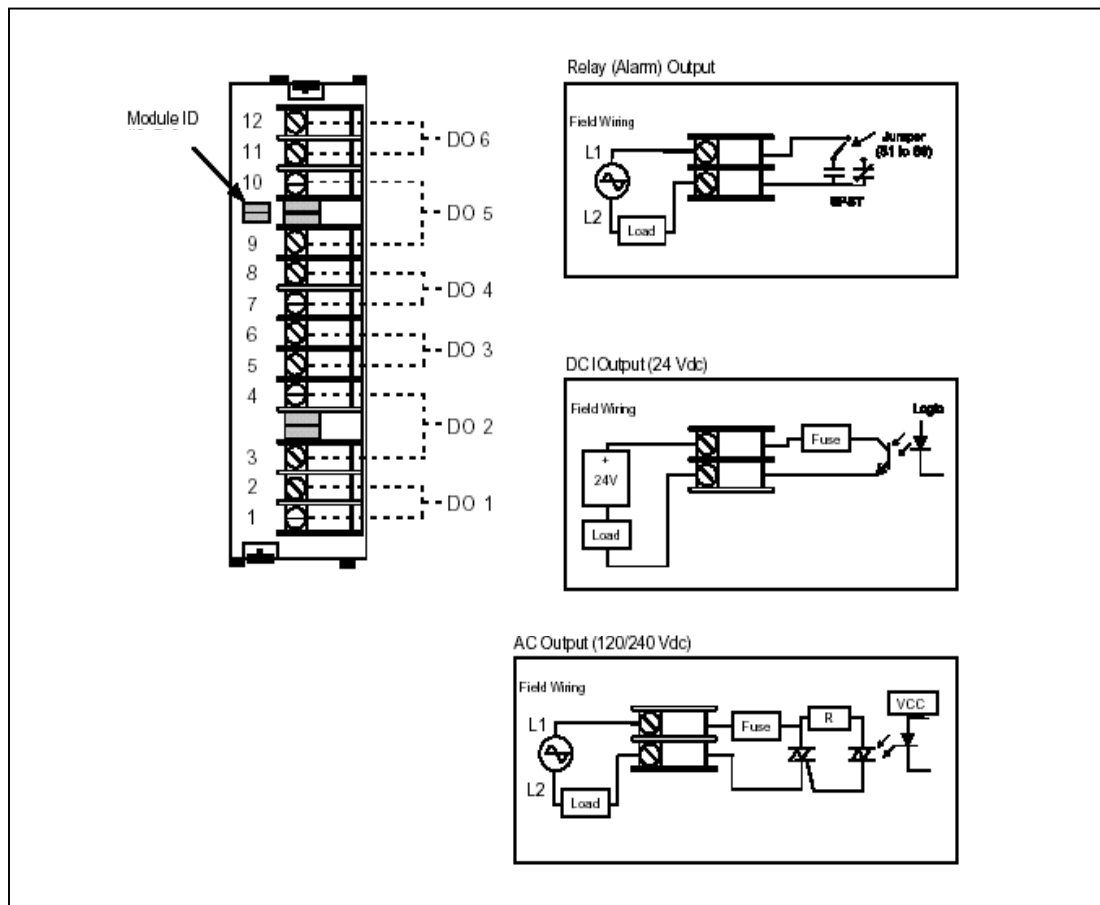 Module ID
12
11
10
9
8
7
6
5
4
3
2
1
DO 6
DO 5
DO 4
DO 3
DO 2
DO 1
Relay (Alarm) Output
Field Wiring
L1
L2
Load
Jumper
DC IOutput (24 Vdc)
Field Wiring
+
24V
Load
Fuse
Logic
AC Output (120/240 Vdc)
Field Wiring
L1
L2
Load
Fuse
R
VCC